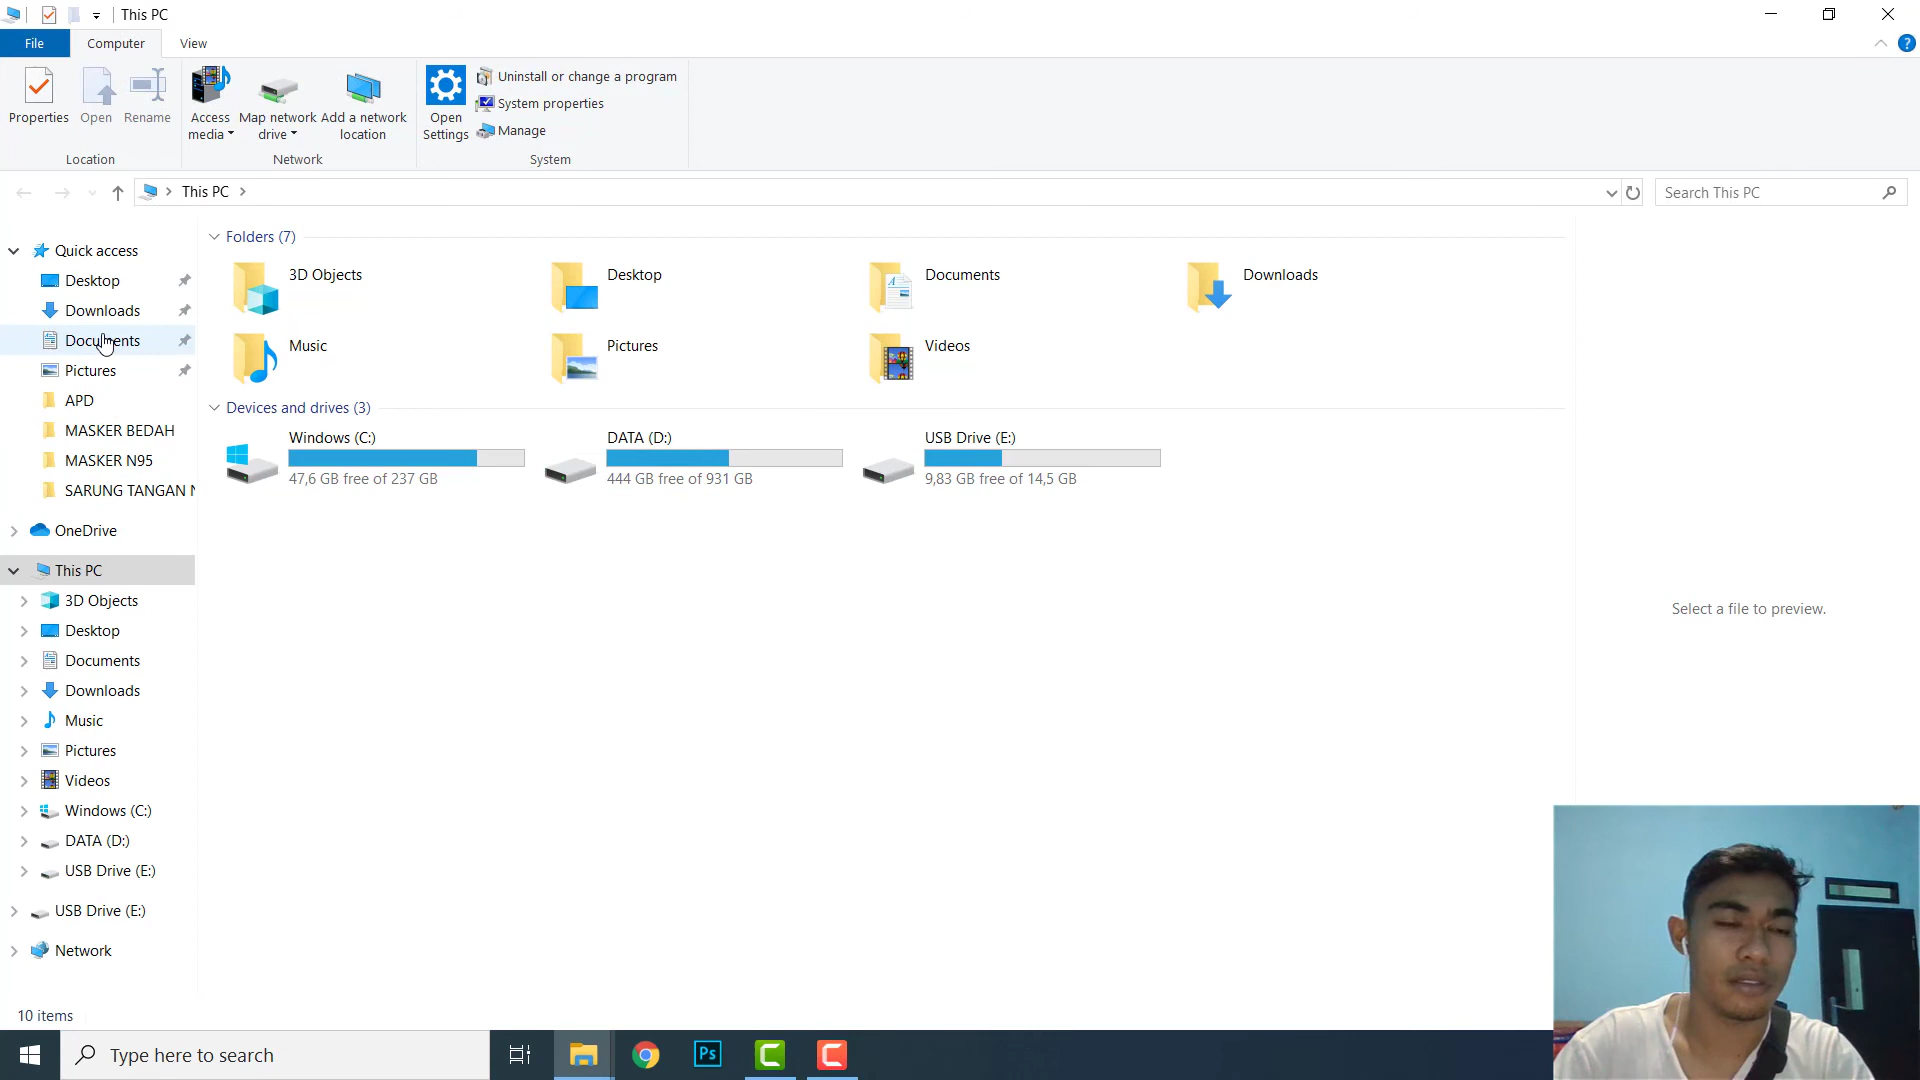 This PC
File
Computer
View
Properties
Open
Rename
Location
Access media
Map network drive
Add a network location
Network
Open Settings
Uninstall or change a program
System properties
Manage
System
This PC
Search This PC
Quick access
Desktop
Downloads
Documents
Pictures
APD
MASKER BEDAH
MASKER N95
SARUNG TANGAN N
OneDrive
This PC
3D Objects
Desktop
Documents
Downloads
Music
Pictures
Videos
Windows (C:)
DATA (D:)
USB Drive (E:)
USB Drive (E:)
Network
Folders (7)
3D Objects
Desktop
Documents
Downloads
Music
Pictures
Videos
Devices and drives (3)
Windows (C:)
47,6 GB free of 237 GB
DATA (D:)
444 GB free of 931 GB
USB Drive (E:)
9,83 GB free of 14,5 GB
Select a file to preview.
10 items
Type here to search
Ps